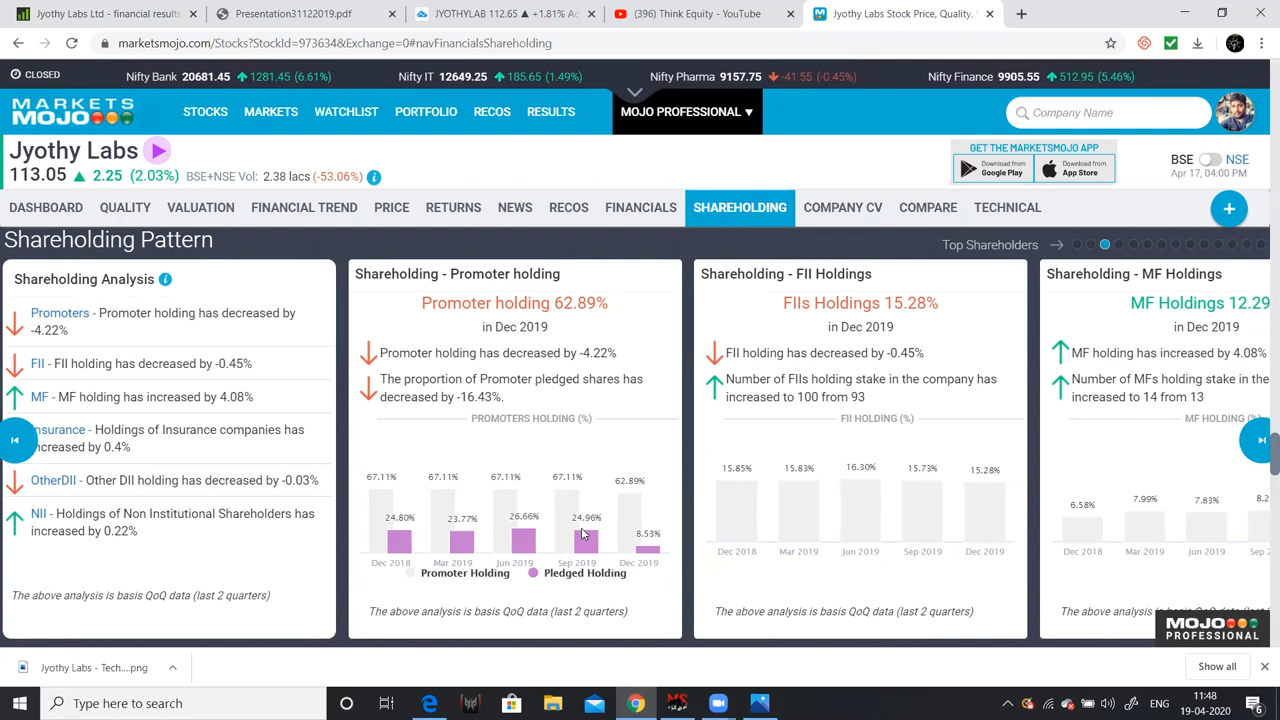 Jyothy Labs Ltd - financial results
Presentation31122019.pdf
JYOTHYLAB 112.65 ▲ +1.81%
(396) Think Equity - YouTube
Jyothy Labs Stock Price, Quality,
marketsmojo.com/Stocks?StockId=973634&Exchange=0#navFinancialsShareholding
CLOSED
Nifty Bank 20681.45 1281.45 (6.61%)
Nifty IT 12649.25 185.65 (1.49%)
Nifty Pharma 9157.75 -41.55 (-0.45%)
Nifty Finance 9905.55 512.95 (5.46%)
MARKETS MOJO
STOCKS MARKETS WATCHLIST PORTFOLIO RECOS RESULTS
MOJO PROFESSIONAL ▼
Company Name
Jyothy Labs
113.05 ▲ 2.25 (2.03%) BSE+NSE Vol: 2.38 lacs (-53.06%)
GET THE MARKETSMOJO APP
Download from Google Play
Download from App Store
BSE NSE
Apr 17, 04:00 PM
DASHBOARD QUALITY VALUATION FINANCIAL TREND PRICE RETURNS NEWS RECOS FINANCIALS SHAREHOLDING COMPANY CV COMPARE TECHNICAL
Shareholding Pattern
Top Shareholders
Shareholding Analysis
Promoters - Promoter holding has decreased by
-4.22%
FII - FII holding has decreased by -0.45%
MF - MF holding has increased by 4.08%
nsurance - Holdings of Insurance companies has
increased by 0.4%
OtherDII - Other DII holding has decreased by -0.03%
NII - Holdings of Non Institutional Shareholders has
increased by 0.22%
The above analysis is basis QoQ data (last 2 quarters)
Shareholding - Promoter holding
Promoter holding 62.89%
in Dec 2019
Promoter holding has decreased by -4.22%
The proportion of Promoter pledged shares has
decreased by -16.43%.
PROMOTERS HOLDING (%)
67.11% 67.11% 67.11% 67.11% 62.89%
24.80% 23.77% 26.66% 24.96% 8.53%
Dec 2018 Mar 2019 Jun 2019 Sep 2019 Dec 2019
Promoter Holding Pledged Holding
The above analysis is basis QoQ data (last 2 quarters)
Shareholding - FII Holdings
FIIs Holdings 15.28%
in Dec 2019
FII holding has decreased by -0.45%
Number of FIIs holding stake in the company has
increased to 100 from 93
FII HOLDING (%)
15.85% 15.83% 16.30% 15.73% 15.28%
Dec 2018 Mar 2019 Jun 2019 Sep 2019 Dec 2019
The above analysis is basis QoQ data (last 2 quarters)
Shareholding - MF Holdings
MF Holdings 12.29
in Dec 2019
MF holding has increased by 4.08%
Number of MFs holding stake in the
increased to 14 from 13
MF HOLDING (%)
6.58% 7.99% 7.83% 8.2
Dec 2018 Mar 2019 Jun 2019 Sep
The above analysis is basis QoQ data (last
MOJO
PROFESSIONAL
Jyothy Labs - Tech....png
Show all
Type here to search
ENG
11:48
19-04-2020
6